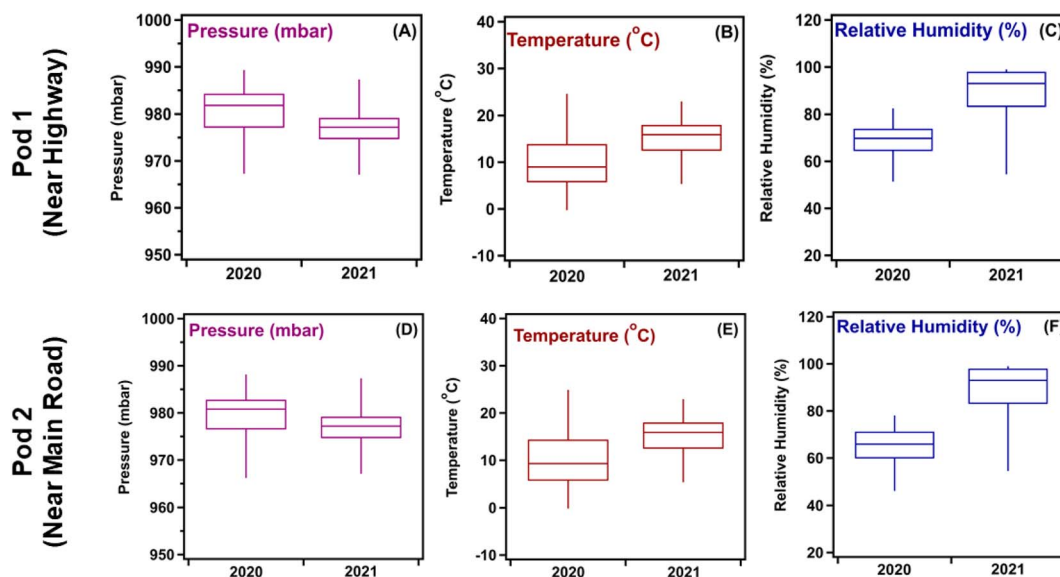 Pod 1
(Near Highway)
Pressure (mbar)
1000
990
980
970
960
950
Pressure (mbar) (A)
2020 2021
Temperature (°C)
40
30
20
10
0
-10
Temperature (°C) (B)
2020 2021
Relative Humidity (%)
120
100
80
60
40
20
Relative Humidity (%) (C)
2020 2021
Pod 2
(Near Main Road)
Pressure (mbar)
1000
990
980
970
960
950
Pressure (mbar) (D)
2020 2021
Temperature (°C)
40
30
20
10
0
-10
Temperature (°C) (E)
2020 2021
Relative Humidity (%)
120
100
80
60
40
20
Relative Humidity (%) (F)
2020 2021